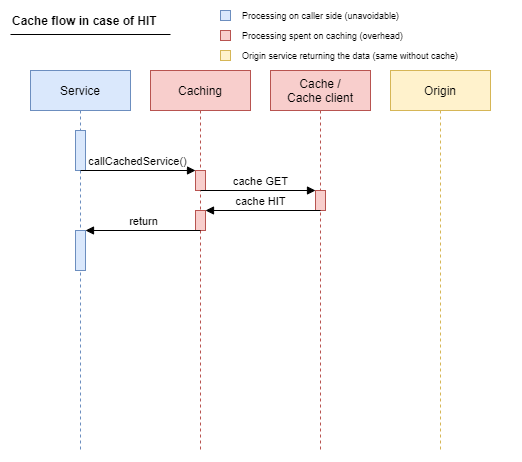 Cache flow in case of HIT
Processing on caller side (unavoidable)
Processing spent on caching (overhead)
Origin service returning the data (same without cache)
Service
Caching
Cache /
Cache client
Origin
callCachedService()
cache GET
cache HIT
return